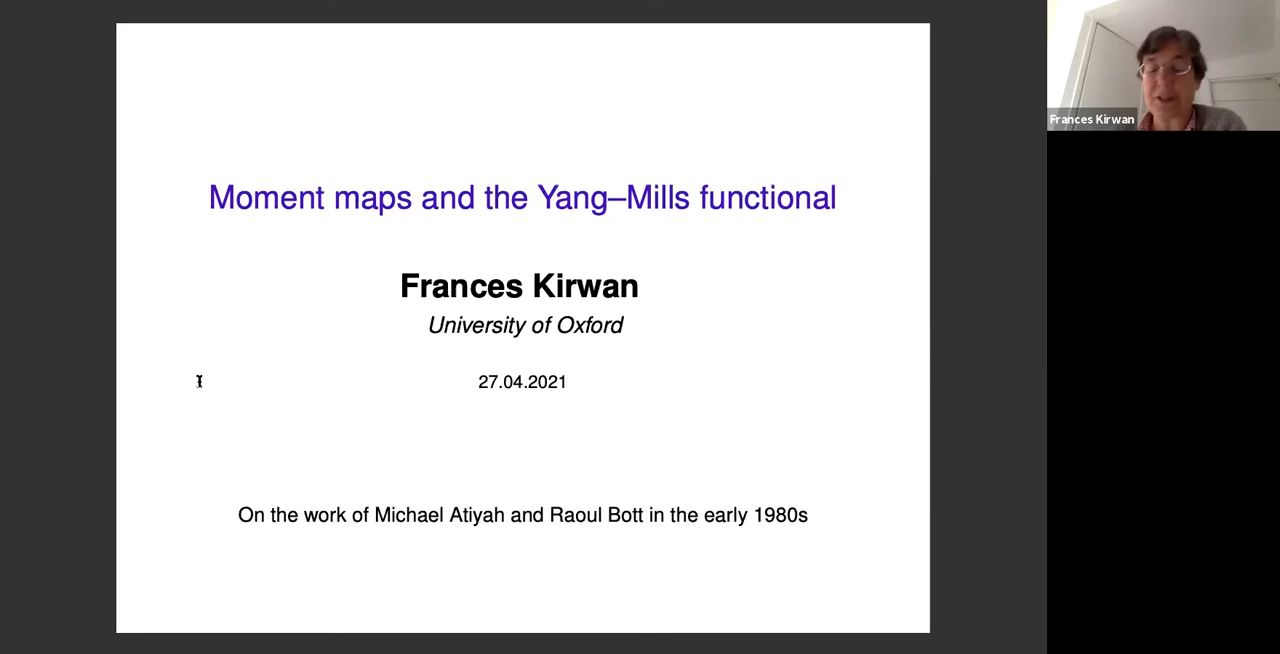 Moment maps and the Yang–Mills functional
Frances Kirwan
University of Oxford
27.04.2021
On the work of Michael Atiyah and Raoul Bott in the early 1980s
Frances Kirwan